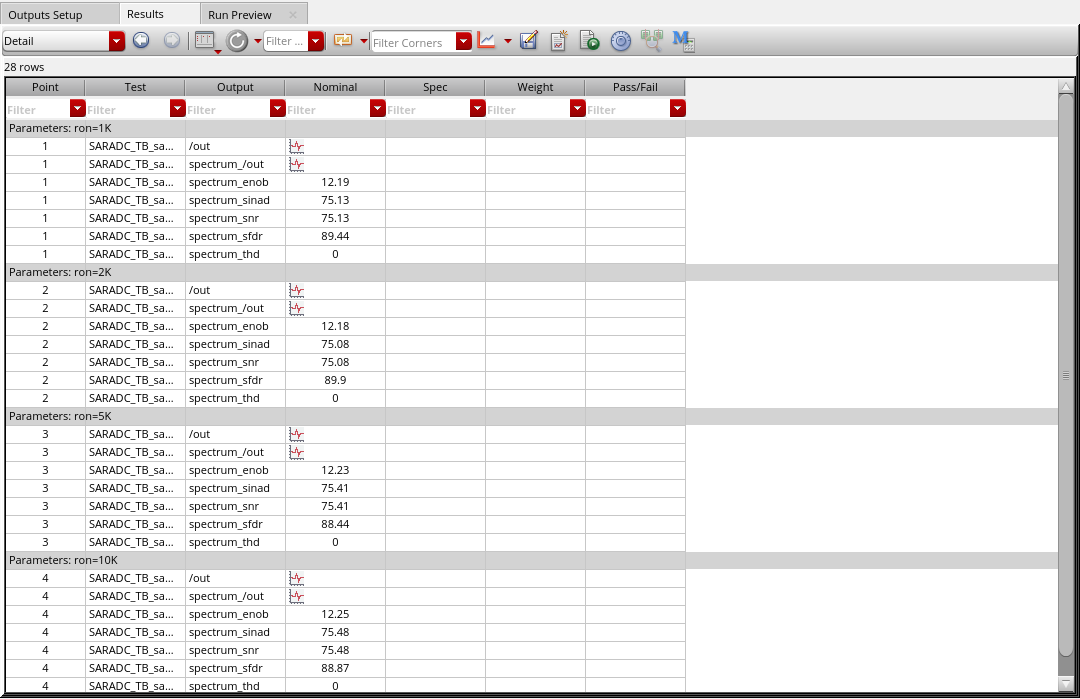 Outputs Setup Results Run Preview
Detail Filter ... Filter Corners M
28 rows
Point Test Output Nominal Spec Weight Pass/Fail
Filter Filter Filter Filter Filter Filter Filter
Parameters: ron=1K
1 SARADC_TB_sa... /out
1 SARADC_TB_sa... spectrum_/out
1 SARADC_TB_sa... spectrum_enob 12.19
1 SARADC_TB_sa... spectrum_sinad 75.13
1 SARADC_TB_sa... spectrum_snr 75.13
1 SARADC_TB_sa... spectrum_sfdr 89.44
1 SARADC_TB_sa... spectrum_thd 0
Parameters: ron=2K
2 SARADC_TB_sa... /out
2 SARADC_TB_sa... spectrum_/out
2 SARADC_TB_sa... spectrum_enob 12.18
2 SARADC_TB_sa... spectrum_sinad 75.08
2 SARADC_TB_sa... spectrum_snr 75.08
2 SARADC_TB_sa... spectrum_sfdr 89.9
2 SARADC_TB_sa... spectrum_thd 0
Parameters: ron=5K
3 SARADC_TB_sa... /out
3 SARADC_TB_sa... spectrum_/out
3 SARADC_TB_sa... spectrum_enob 12.23
3 SARADC_TB_sa... spectrum_sinad 75.41
3 SARADC_TB_sa... spectrum_snr 75.41
3 SARADC_TB_sa... spectrum_sfdr 88.44
3 SARADC_TB_sa... spectrum_thd 0
Parameters: ron=10K
4 SARADC_TB_sa... /out
4 SARADC_TB_sa... spectrum_/out
4 SARADC_TB_sa... spectrum_enob 12.25
4 SARADC_TB_sa... spectrum_sinad 75.48
4 SARADC_TB_sa... spectrum_snr 75.48
4 SARADC_TB_sa... spectrum_sfdr 88.87
4 SARADC_TB_sa... spectrum_thd 0